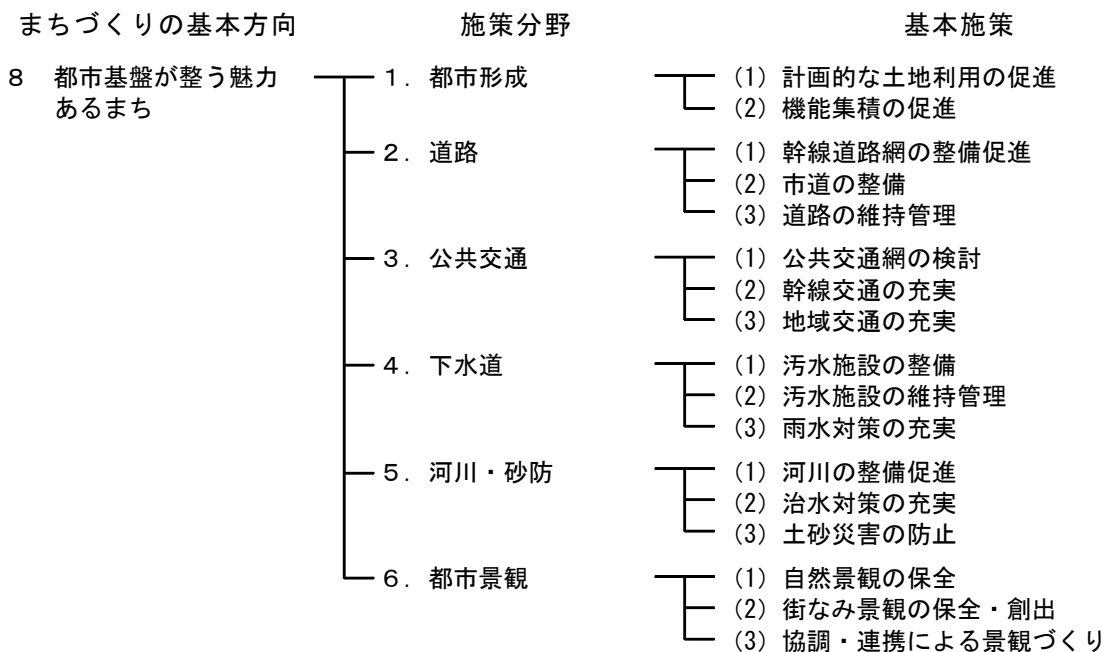 まちづくりの基本方向　施策分野　基本施策
８　都市基盤が整う魅力あるまち
１．都市形成
(1) 計画的な土地利用の促進
(2) 機能集積の促進
２．道路
(1) 幹線道路網の整備促進
(2) 市道の整備
(3) 道路の維持管理
３．公共交通
(1) 公共交通網の検討
(2) 幹線交通の充実
(3) 地域交通の充実
４．下水道
(1) 汚水施設の整備
(2) 汚水施設の維持管理
(3) 雨水対策の充実
５．河川・砂防
(1) 河川の整備促進
(2) 治水対策の充実
(3) 土砂災害の防止
６．都市景観
(1) 自然景観の保全
(2) 街なみ景観の保全・創出
(3) 協調・連携による景観づくり